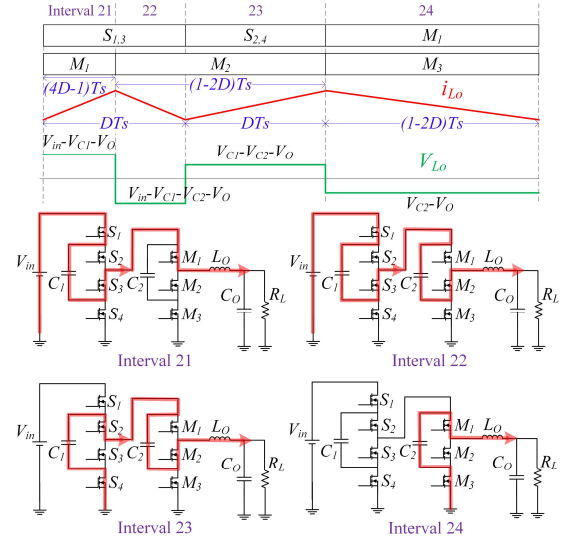 Interval 21 22 23 24
S1,3 S2,4 M1
M1 M2 M3
(4D-1)Ts (1-2D)Ts iLo
DTs DTs (1-2D)Ts
Vin-VC1-VO VC1-VC2-VO VLo
Vin-VC1-VC2-VO VC2-VO
Vin C1 S1 S2 S3 S4 C2 M1 M2 M3 LO CO RL
Interval 21
Vin C1 S1 S2 S3 S4 C2 M1 M2 M3 LO CO RL
Interval 22
Vin C1 S1 S2 S3 S4 C2 M1 M2 M3 LO CO RL
Interval 23
Vin C1 S1 S2 S3 S4 C2 M1 M2 M3 LO CO RL
Interval 24